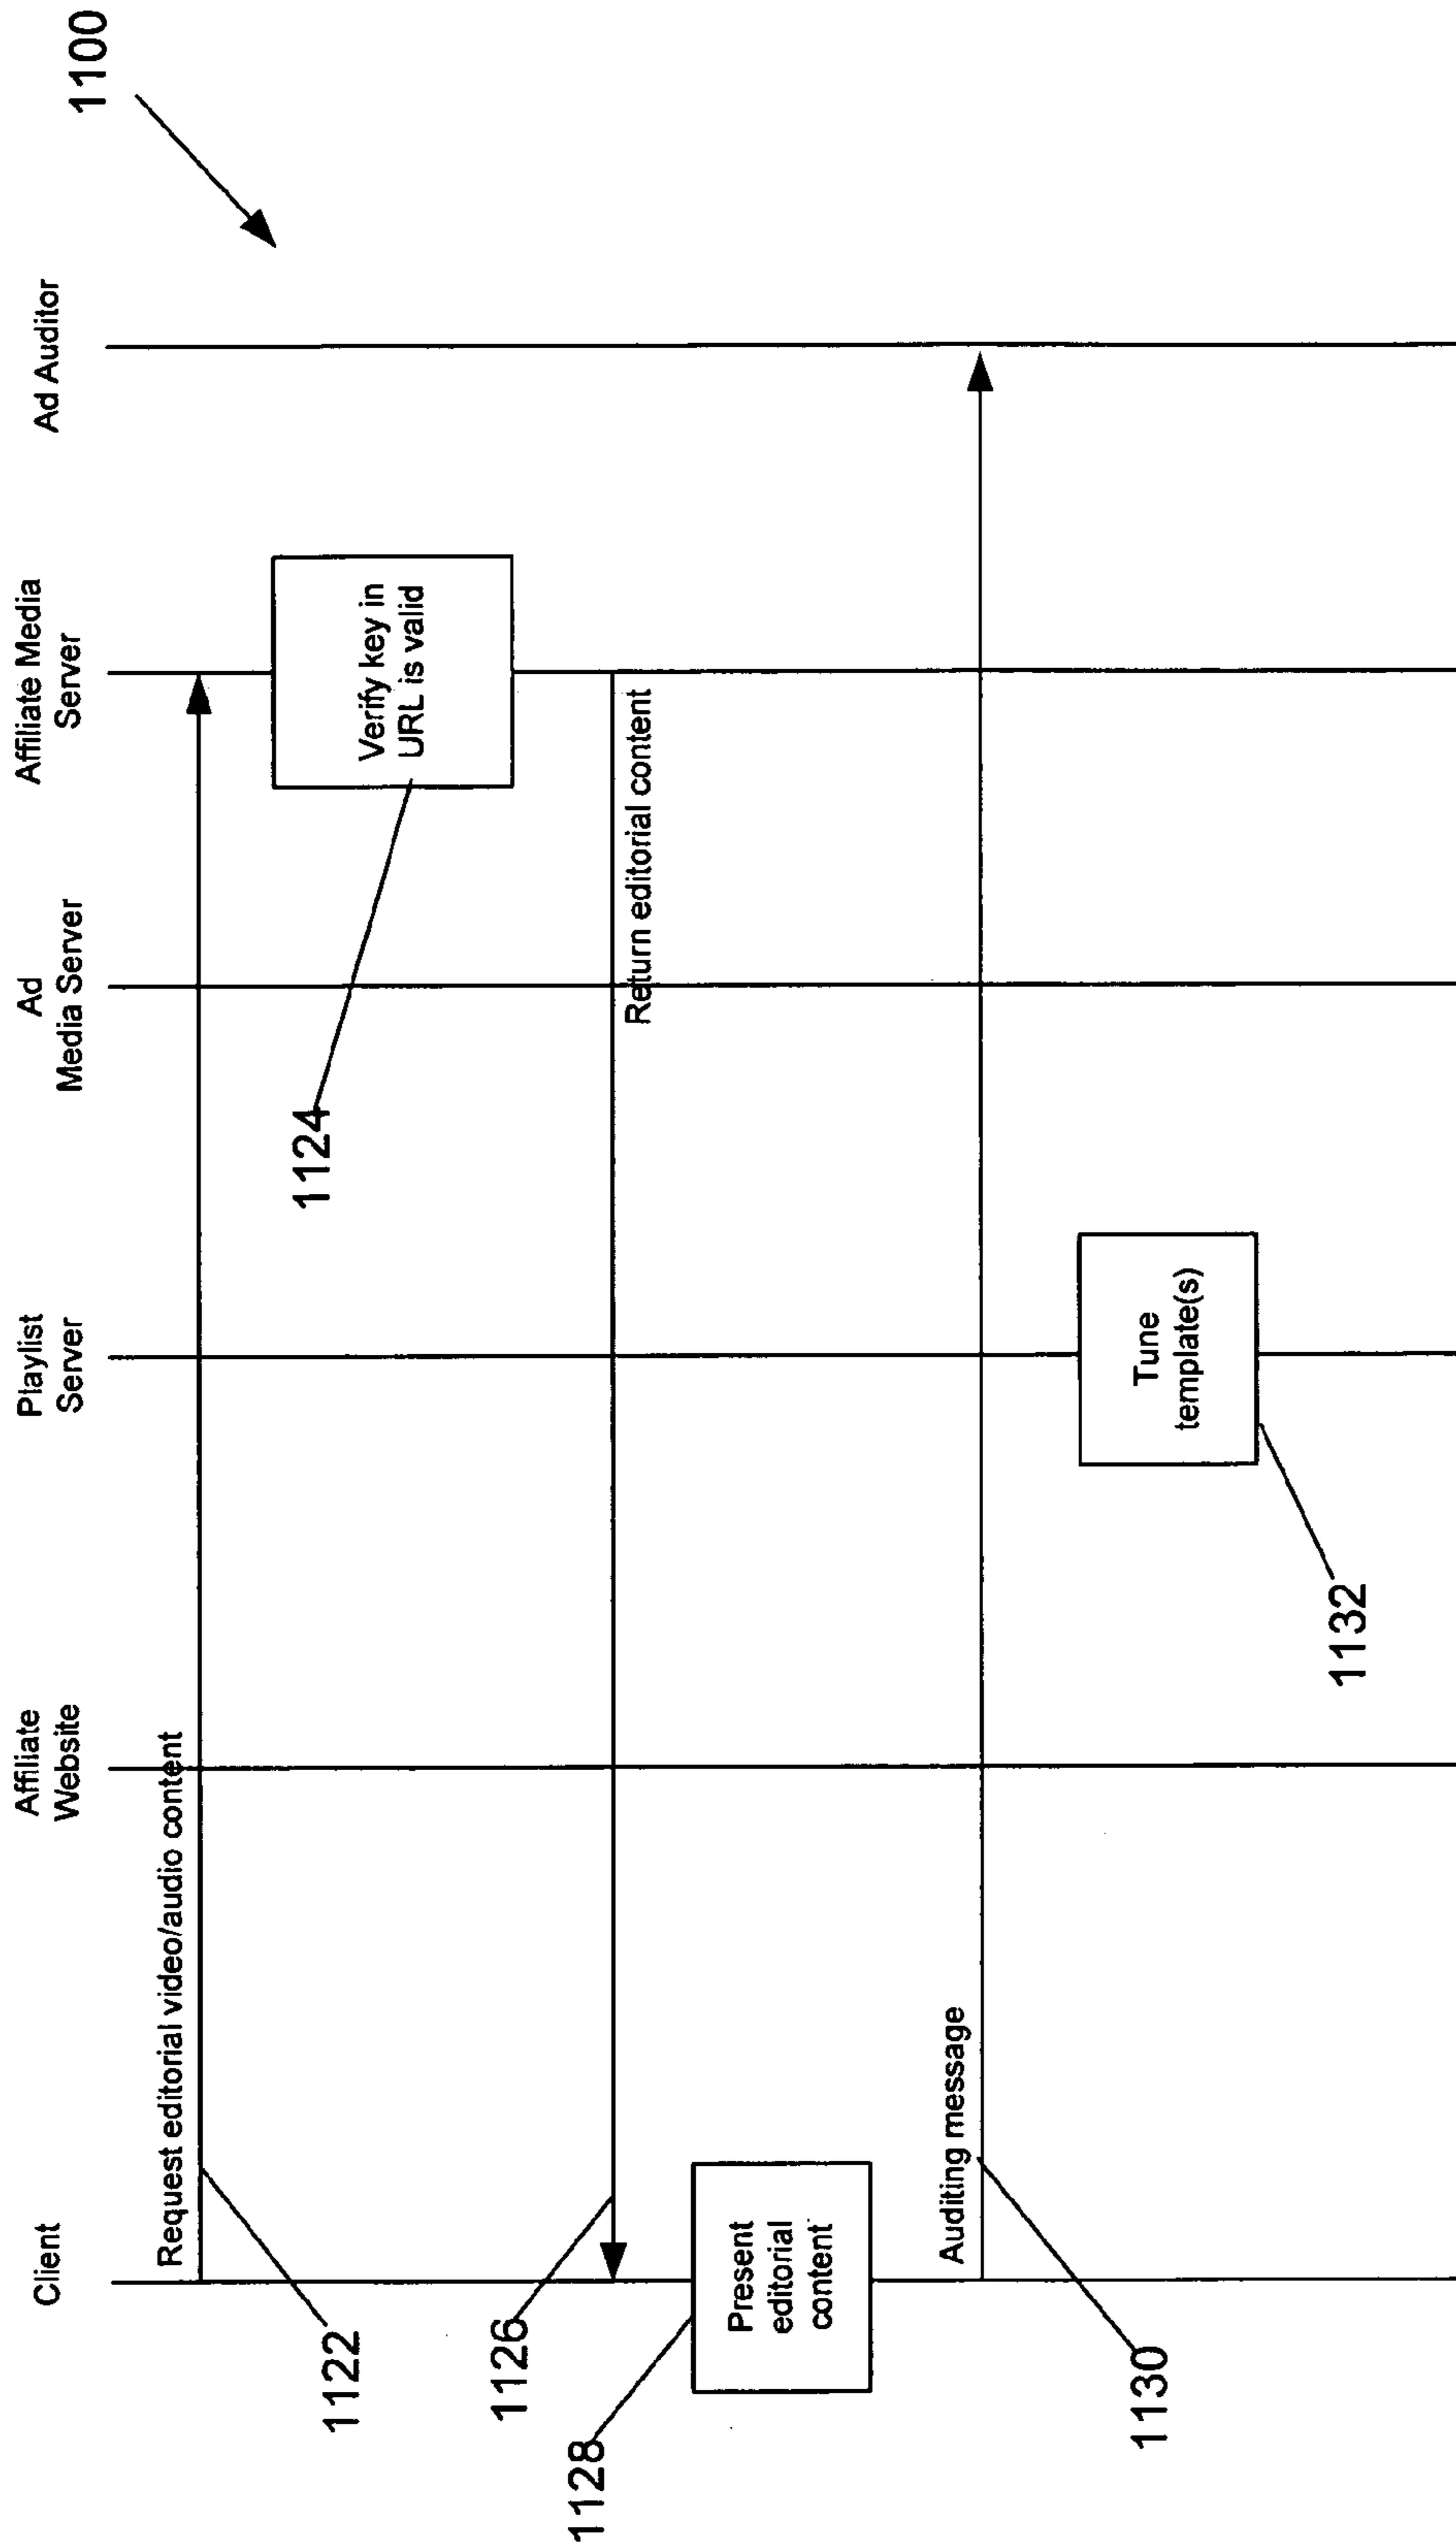 1100
Client
Affiliate
Website
Playlist
Server
Ad
Media Server
Affiliate Media
Server
Ad Auditor
Request editorial video/audio content
1122
Verify key in
URL is valid
1124
1126
Return editorial content
Present
editorial
content
1128
Auditing message
1130
Tune
template(s)
1132